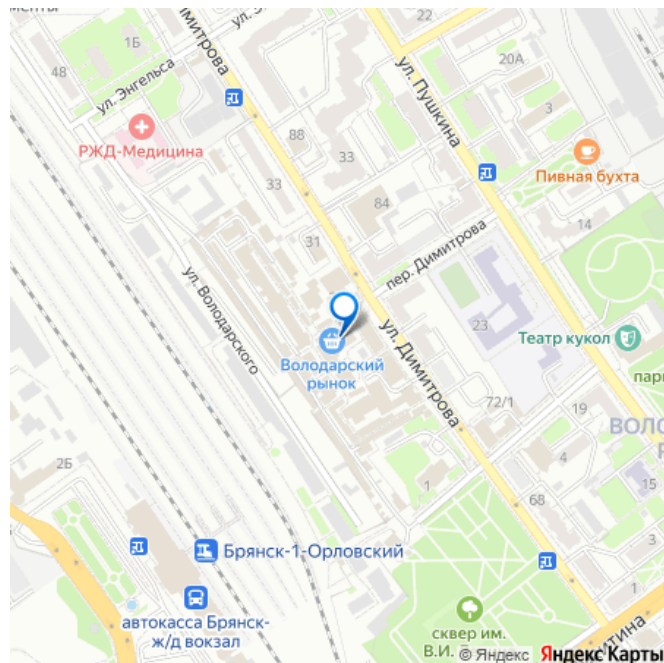 22
1Б
20А
48
ул. Энгельса
Димитрова
ул. Пушкина
3
88
РЖД-Медицина
33
Пивная бухта
33
84
14
31
пер. Димитрова
ул. Володарского
23
ул. Димитрова
Театр кукол
Володарский
рынок
72/1
19
4
2Б
15
1
68
Брянск-1-Орловский
3
автокасса Брянск-
ж/д вокзал
1
сквер им.
В.И.
© Яндекс Яндекс Карты